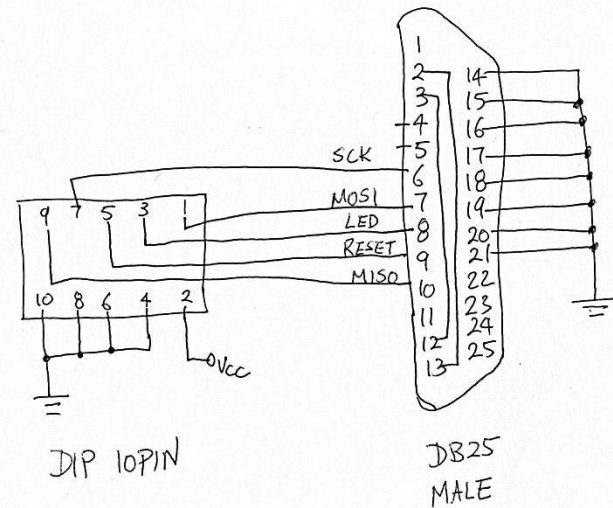 1
2
3
4
5
6
7
8
9
10
11
12
13
14
15
16
17
18
19
20
21
22
23
24
25
SCK
MOSI
LED
RESET
MISO
9 7 5 3 1
10 8 6 4 2
VCC
DIP 10PIN
DB25
MALE